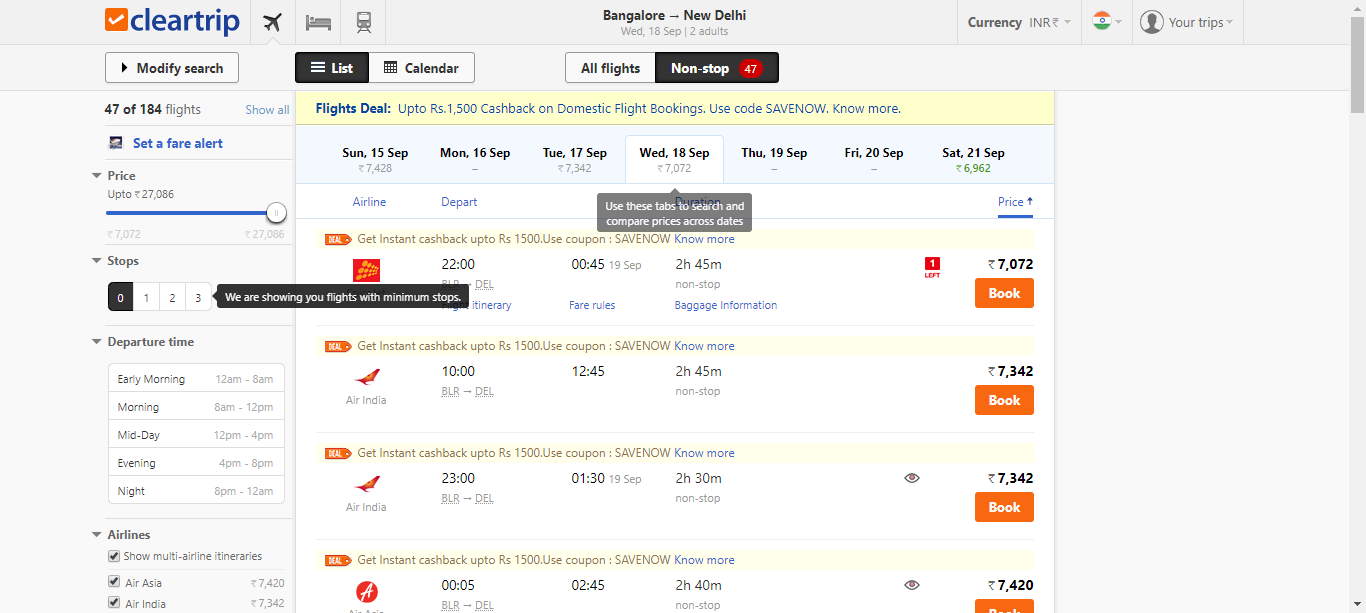 cleartrip
Bangalore → New Delhi
Wed, 18 Sep | 2 adults
Currency INR₹
Your trips
Modify search
List
Calendar
All flights
Non-stop 47
47 of 184 flights
Show all
Set a fare alert
Price
Upto ₹27,086
₹7,072
₹27,086
Stops
0 1 2 3
We are showing you flights with minimum stops.
Departure time
Early Morning 12am - 8am
Morning 8am - 12pm
Mid-Day 12pm - 4pm
Evening 4pm - 8pm
Night 8pm - 12am
Airlines
Show multi-airline itineraries
Air Asia ₹7,420
Air India ₹7,342
Flights Deal: Upto Rs.1,500 Cashback on Domestic Flight Bookings. Use code SAVENOW. Know more.
Sun, 15 Sep Mon, 16 Sep Tue, 17 Sep Wed, 18 Sep Thu, 19 Sep Fri, 20 Sep Sat, 21 Sep
₹7,428 – ₹7,342 ₹7,072 – – ₹6,962
Airline Depart Duration Price↑
Use these tabs to search and
compare prices across dates
DEAL Get Instant cashback upto Rs 1500.Use coupon : SAVENOW Know more
22:00 00:45 19 Sep 2h 45m 1 LEFT ₹7,072
BLR → DEL non-stop
Book
Flight itinerary Fare rules Baggage Information
DEAL Get Instant cashback upto Rs 1500.Use coupon : SAVENOW Know more
10:00 12:45 2h 45m ₹7,342
Air India BLR → DEL non-stop
Book
DEAL Get Instant cashback upto Rs 1500.Use coupon : SAVENOW Know more
23:00 01:30 19 Sep 2h 30m ₹7,342
Air India BLR → DEL non-stop
Book
DEAL Get Instant cashback upto Rs 1500.Use coupon : SAVENOW Know more
00:05 02:45 2h 40m ₹7,420
Air Asia BLR → DEL non-stop
Book